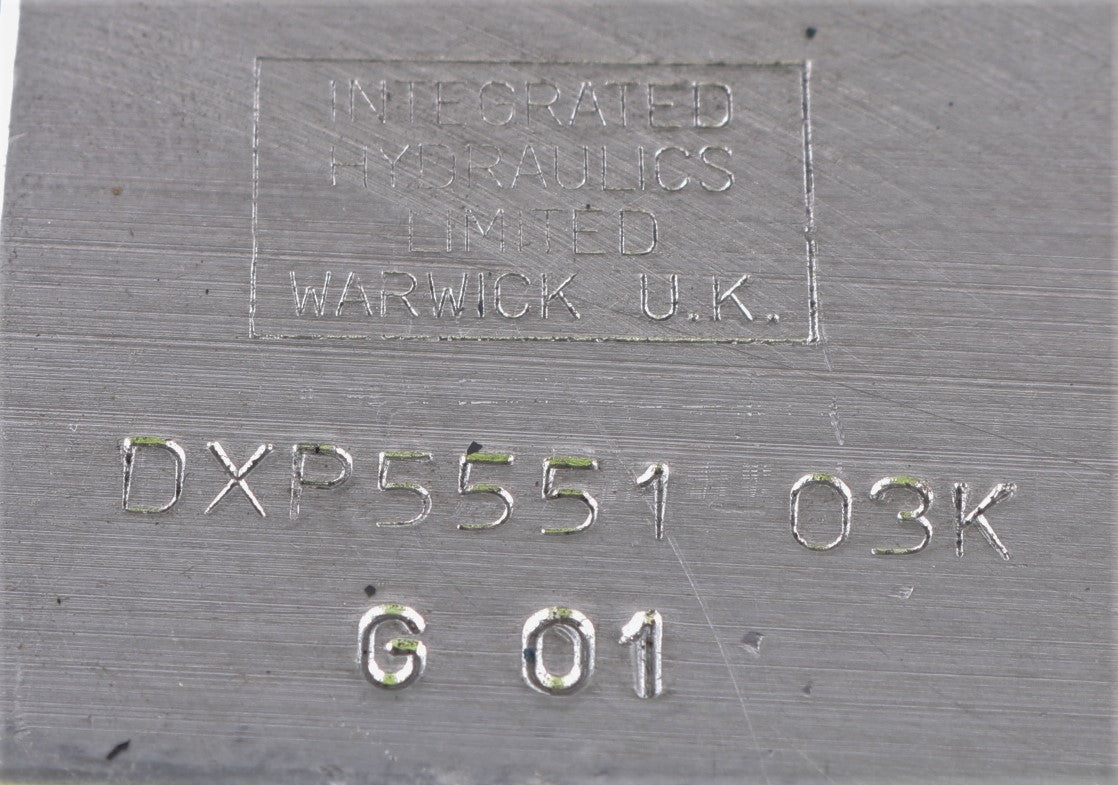 INTEGRATED
HYDRAULICS
LIMITED
WARWICK U.K.
DXP5551 03K
G 01